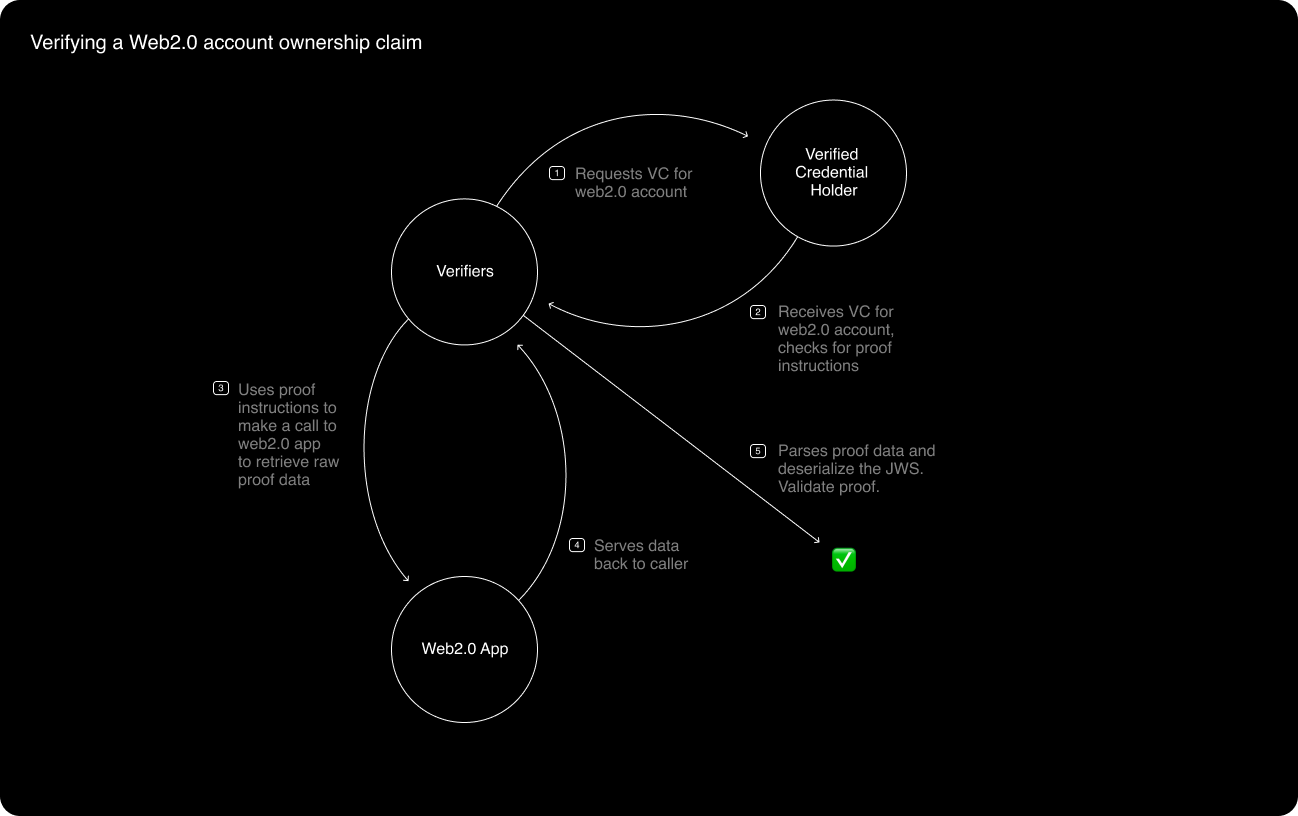 Verifying a Web2.0 account ownership claim
Verified
Credential
Holder
1
Requests VC for
web2.0 account
Verifiers
2
Receives VC for
web2.0 account,
checks for proof
instructions
3
Uses proof
instructions to
make a call to
web2.0 app
to retrieve raw
proof data
5
Parses proof data and
deserialize the JWS.
Validate proof.
4
Serves data
back to caller
Web2.0 App